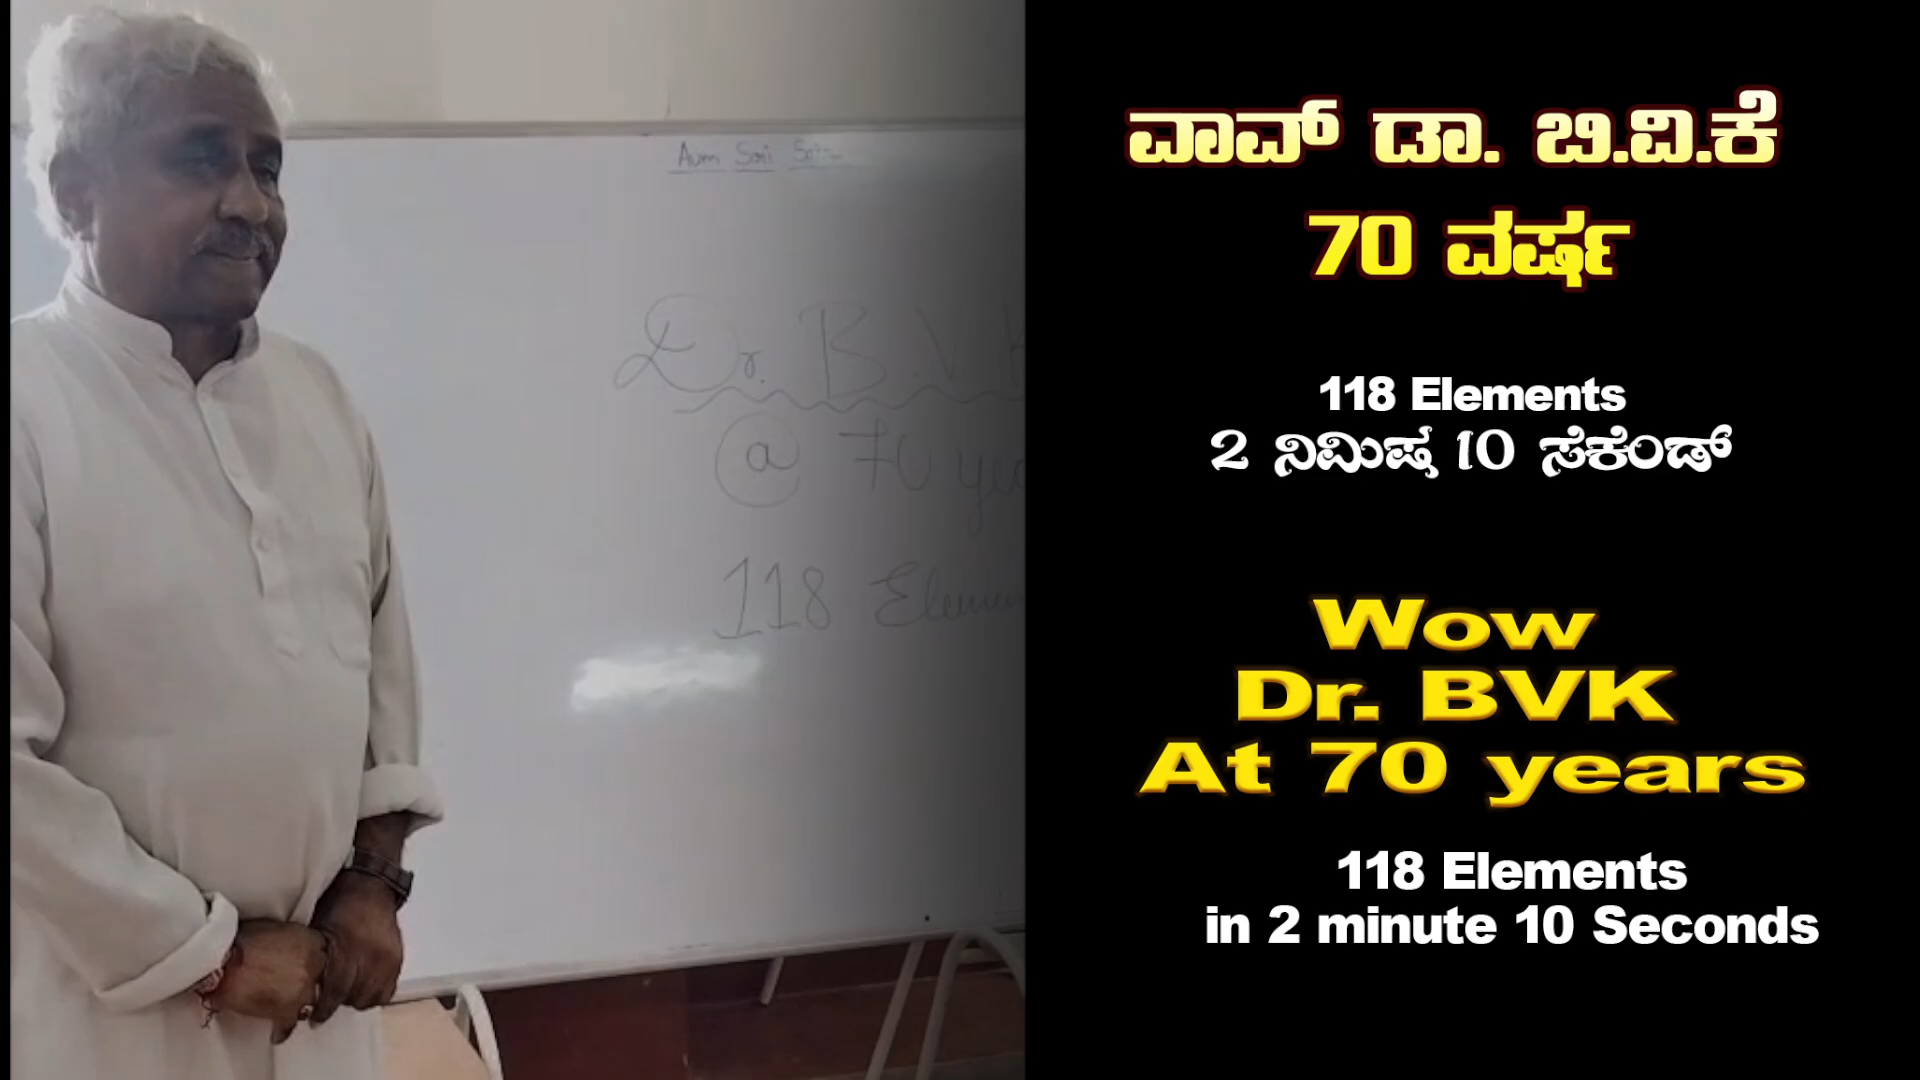 Aum Sai
Dr. B.V.K
@ 70
118
ವಾವ್ ಡಾ. ಬಿ.ವಿ.ಕೆ
70 ವರ್ಷ
118 Elements
2 ನಿಮಿಷ 10 ಸೆಕೆಂಡ್
Wow
Dr. BVK
At 70 years
118 Elements
in 2 minute 10 Seconds